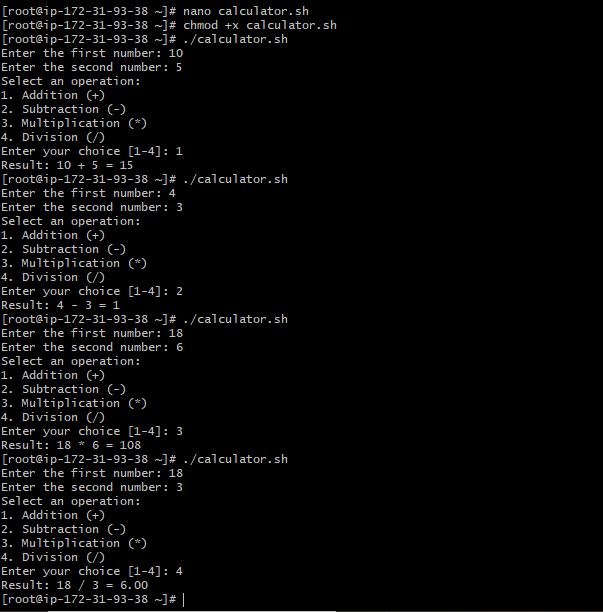 [root@ip-172-31-93-38 ~]# nano calculator.sh
[root@ip-172-31-93-38 ~]# chmod +x calculator.sh
[root@ip-172-31-93-38 ~]# ./calculator.sh
Enter the first number: 10
Enter the second number: 5
Select an operation:
1. Addition (+)
2. Subtraction (-)
3. Multiplication (*)
4. Division (/)
Enter your choice [1-4]: 1
Result: 10 + 5 = 15
[root@ip-172-31-93-38 ~]# ./calculator.sh
Enter the first number: 4
Enter the second number: 3
Select an operation:
1. Addition (+)
2. Subtraction (-)
3. Multiplication (*)
4. Division (/)
Enter your choice [1-4]: 2
Result: 4 - 3 = 1
[root@ip-172-31-93-38 ~]# ./calculator.sh
Enter the first number: 18
Enter the second number: 6
Select an operation:
1. Addition (+)
2. Subtraction (-)
3. Multiplication (*)
4. Division (/)
Enter your choice [1-4]: 3
Result: 18 * 6 = 108
[root@ip-172-31-93-38 ~]# ./calculator.sh
Enter the first number: 18
Enter the second number: 3
Select an operation:
1. Addition (+)
2. Subtraction (-)
3. Multiplication (*)
4. Division (/)
Enter your choice [1-4]: 4
Result: 18 / 3 = 6.00
[root@ip-172-31-93-38 ~]#